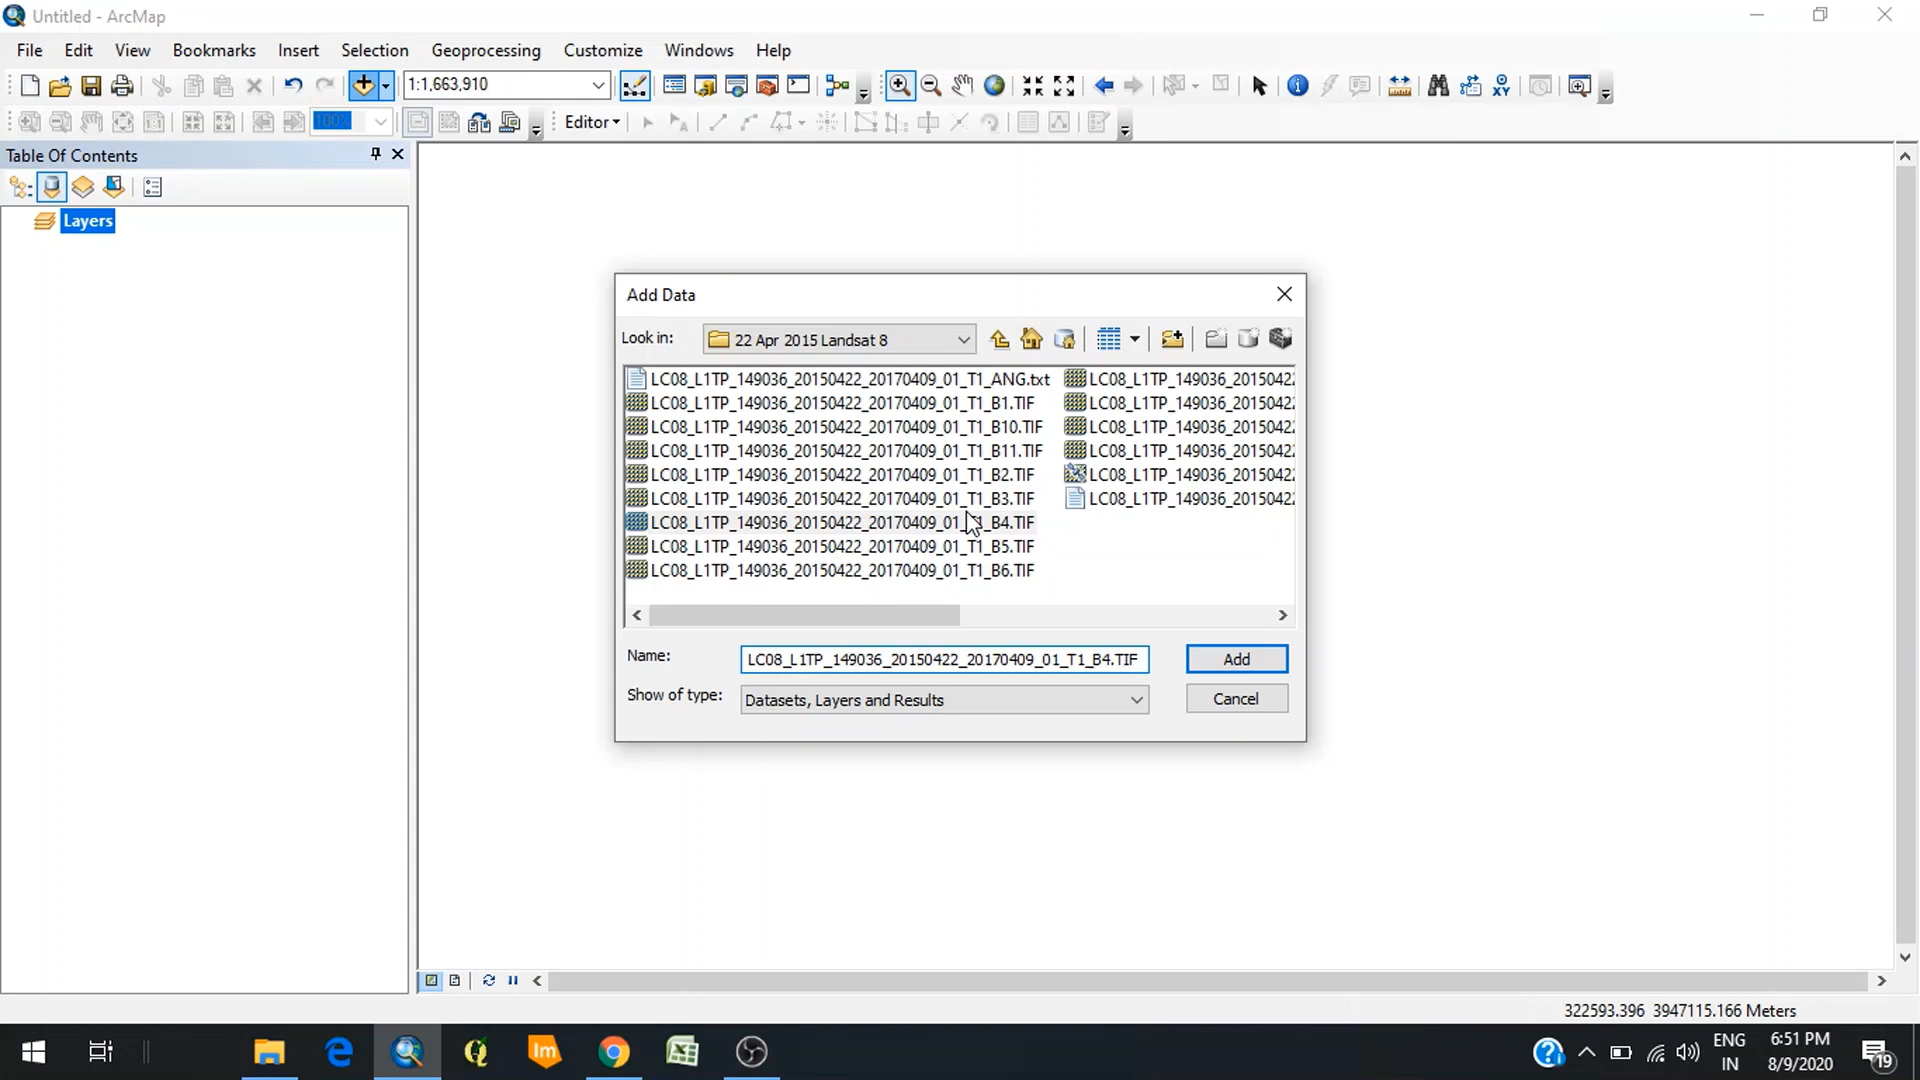 Untitled - ArcMap
File Edit View Bookmarks Insert Selection Geoprocessing Customize Windows Help
1:1,663,910
100%
Editor
Table Of Contents
Layers
Add Data
Look in: 22 Apr 2015 Landsat 8
LC08_L1TP_149036_20150422_20170409_01_T1_ANG.txt
LC08_L1TP_149036_20150422_20170409_01_T1_B1.TIF
LC08_L1TP_149036_20150422_20170409_01_T1_B10.TIF
LC08_L1TP_149036_20150422_20170409_01_T1_B11.TIF
LC08_L1TP_149036_20150422_20170409_01_T1_B2.TIF
LC08_L1TP_149036_20150422_20170409_01_T1_B3.TIF
LC08_L1TP_149036_20150422_20170409_01_T1_B4.TIF
LC08_L1TP_149036_20150422_20170409_01_T1_B5.TIF
LC08_L1TP_149036_20150422_20170409_01_T1_B6.TIF
LC08_L1TP_149036_2015042
LC08_L1TP_149036_2015042
LC08_L1TP_149036_2015042
LC08_L1TP_149036_2015042
LC08_L1TP_149036_2015042
LC08_L1TP_149036_2015042
Name: LC08_L1TP_149036_20150422_20170409_01_T1_B4.TIF
Add
Show of type: Datasets, Layers and Results
Cancel
322593.396 3947115.166 Meters
Im
ENG
IN
6:51 PM
8/9/2020
19